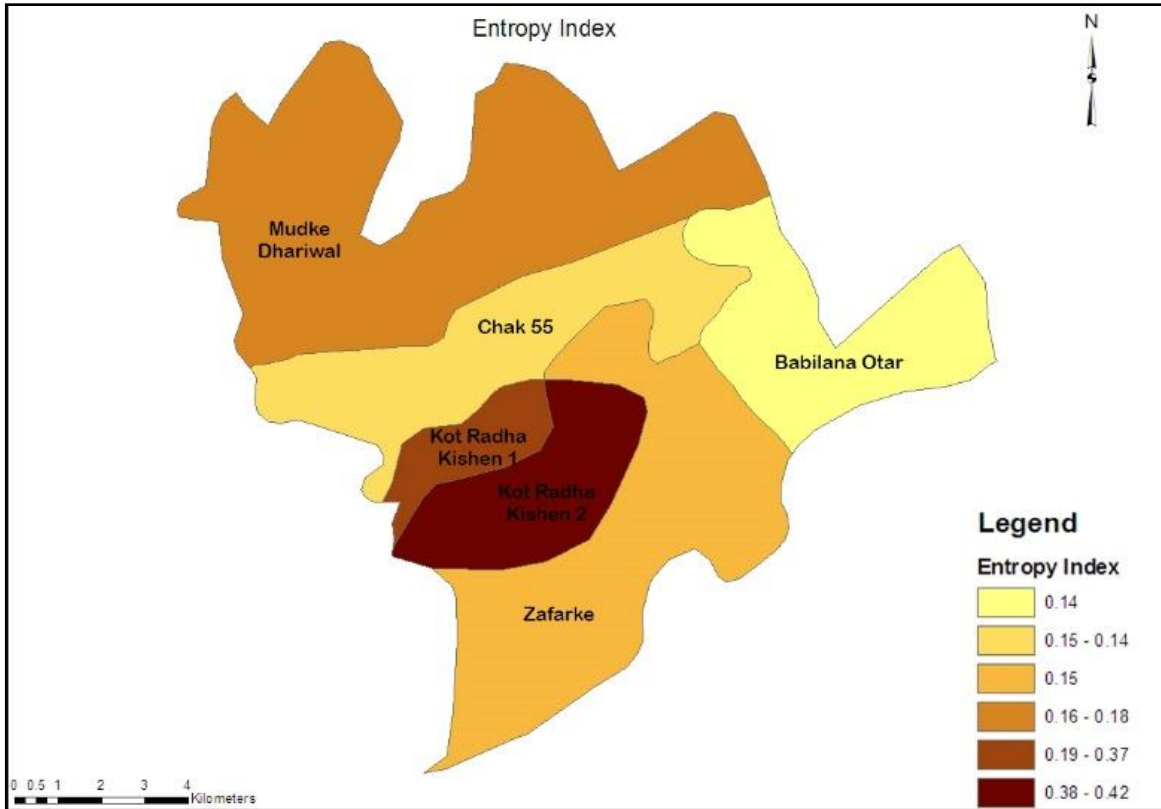 Entropy Index
N
Mudke
Dhariwal
Chak 55
Babilana Otar
Kot Radha
Kishen 1
Kot Radha
Kishen 2
Zafarke
Legend
Entropy Index
0.14
0.15 - 0.14
0.15
0.16 - 0.18
0.19 - 0.37
0.38 - 0.42
0 0.5 1 2 3 4
Kilometers